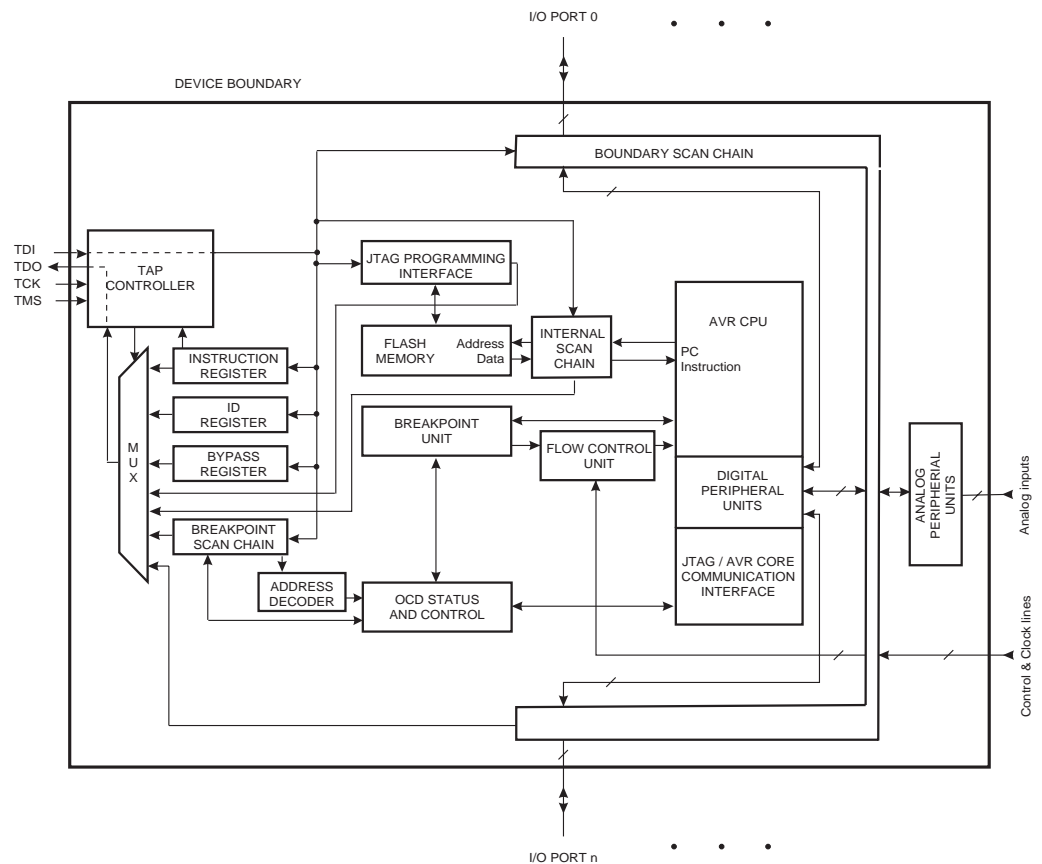 I/O PORT 0
DEVICE BOUNDARY
BOUNDARY SCAN CHAIN
TDI
TDO
TCK
TMS
TAP
CONTROLLER
JTAG PROGRAMMING
INTERFACE
AVR CPU
FLASH
MEMORY
Address
Data
INTERNAL
SCAN
CHAIN
PC
Instruction
INSTRUCTION
REGISTER
ID
REGISTER
M
U
X
BYPASS
REGISTER
BREAKPOINT
UNIT
FLOW CONTROL
UNIT
DIGITAL
PERIPHERAL
UNITS
ANALOG
PERIPHERIAL
UNITS
Analog inputs
BREAKPOINT
SCAN CHAIN
ADDRESS
DECODER
OCD STATUS
AND CONTROL
JTAG / AVR CORE
COMMUNICATION
INTERFACE
Control & Clock lines
I/O PORT n